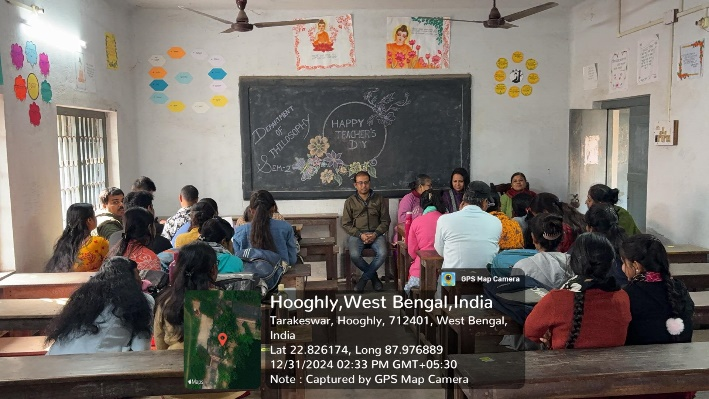 DEPARTMENT
OF
PHILOSOPHY
SEM-2
HAPPY
TEACHER'S
DAY
GPS Map Camera
Hooghly,West Bengal,India
Tarakeswar, Hooghly, 712401, West Bengal,
India
Lat 22.826174, Long 87.976889
12/31/2024 02:33 PM GMT+05:30
Note : Captured by GPS Map Camera
Maps